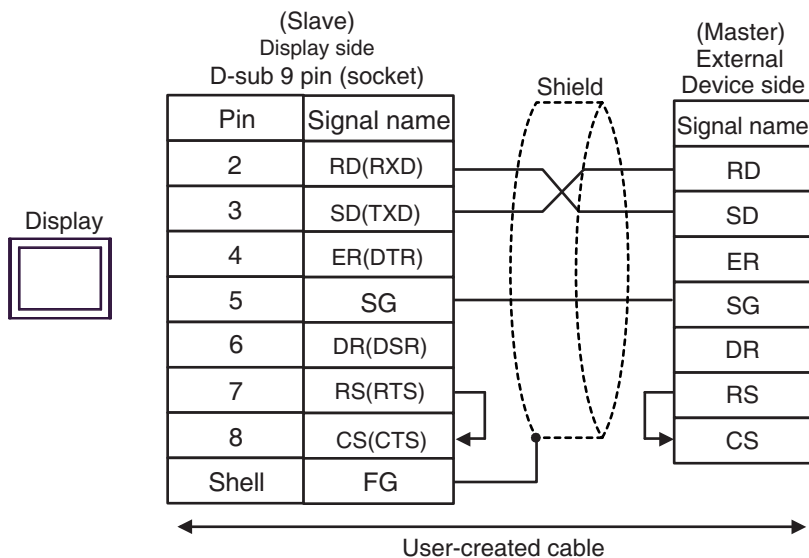 (Slave)
Display side
D-sub 9 pin (socket)
(Master)
External
Device side
Shield
Display
Pin Signal name
2 RD(RXD)
3 SD(TXD)
4 ER(DTR)
5 SG
6 DR(DSR)
7 RS(RTS)
8 CS(CTS)
Shell FG
Signal name
RD
SD
ER
SG
DR
RS
CS
User-created cable